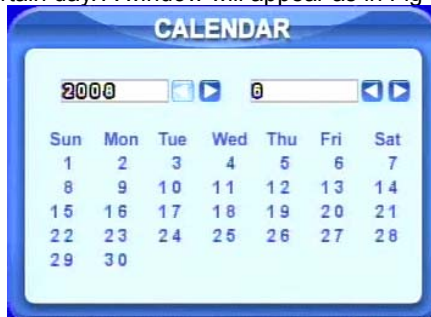 CALENDAR
2008 6
Sun Mon Tue Wed Thu Fri Sat
1 2 3 4 5 6 7
8 9 10 11 12 13 14
15 16 17 18 19 20 21
22 23 24 25 26 27 28
29 30